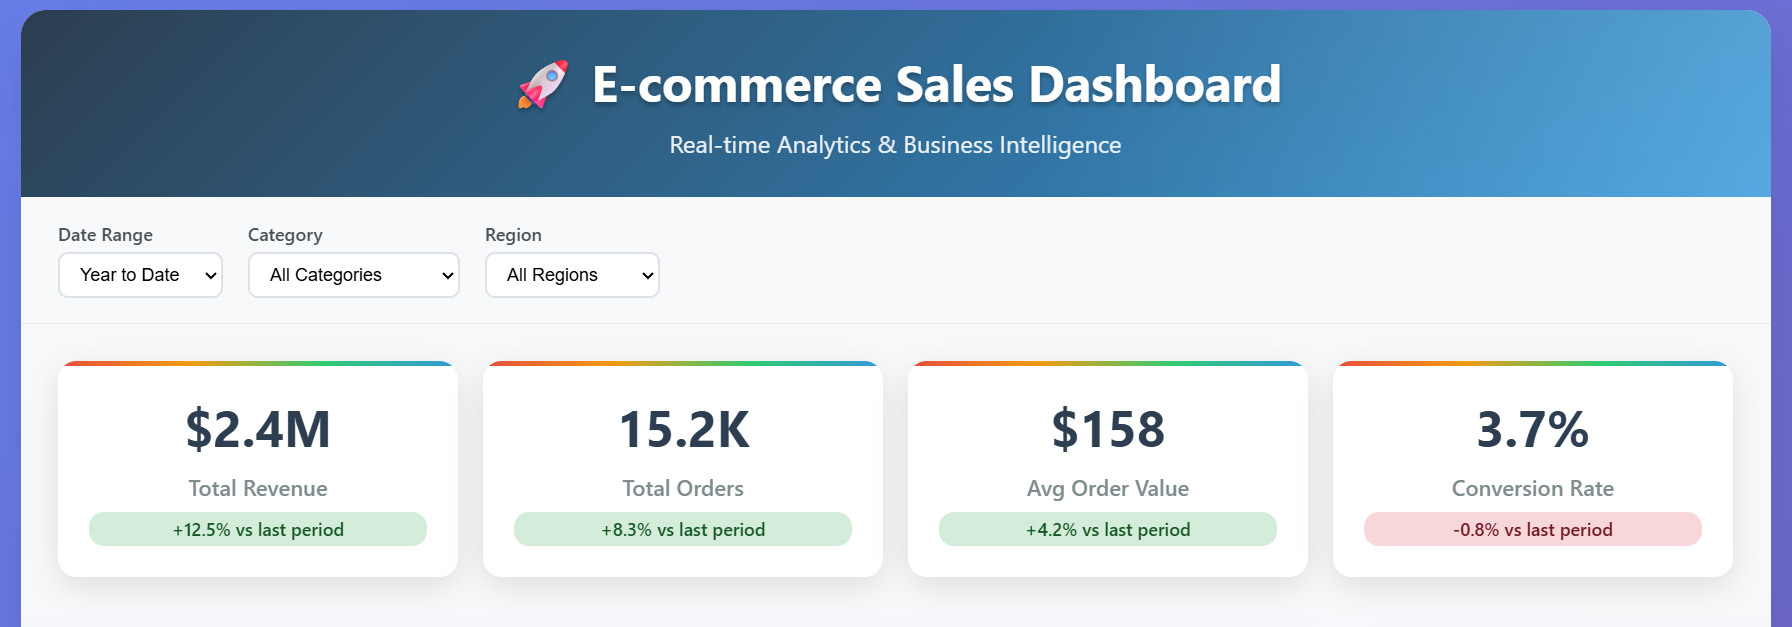 🚀 E-commerce Sales Dashboard
Real-time Analytics & Business Intelligence
Date Range
Category
Region
Year to Date
All Categories
All Regions
$2.4M
Total Revenue
+12.5% vs last period
15.2K
Total Orders
+8.3% vs last period
$158
Avg Order Value
+4.2% vs last period
3.7%
Conversion Rate
-0.8% vs last period